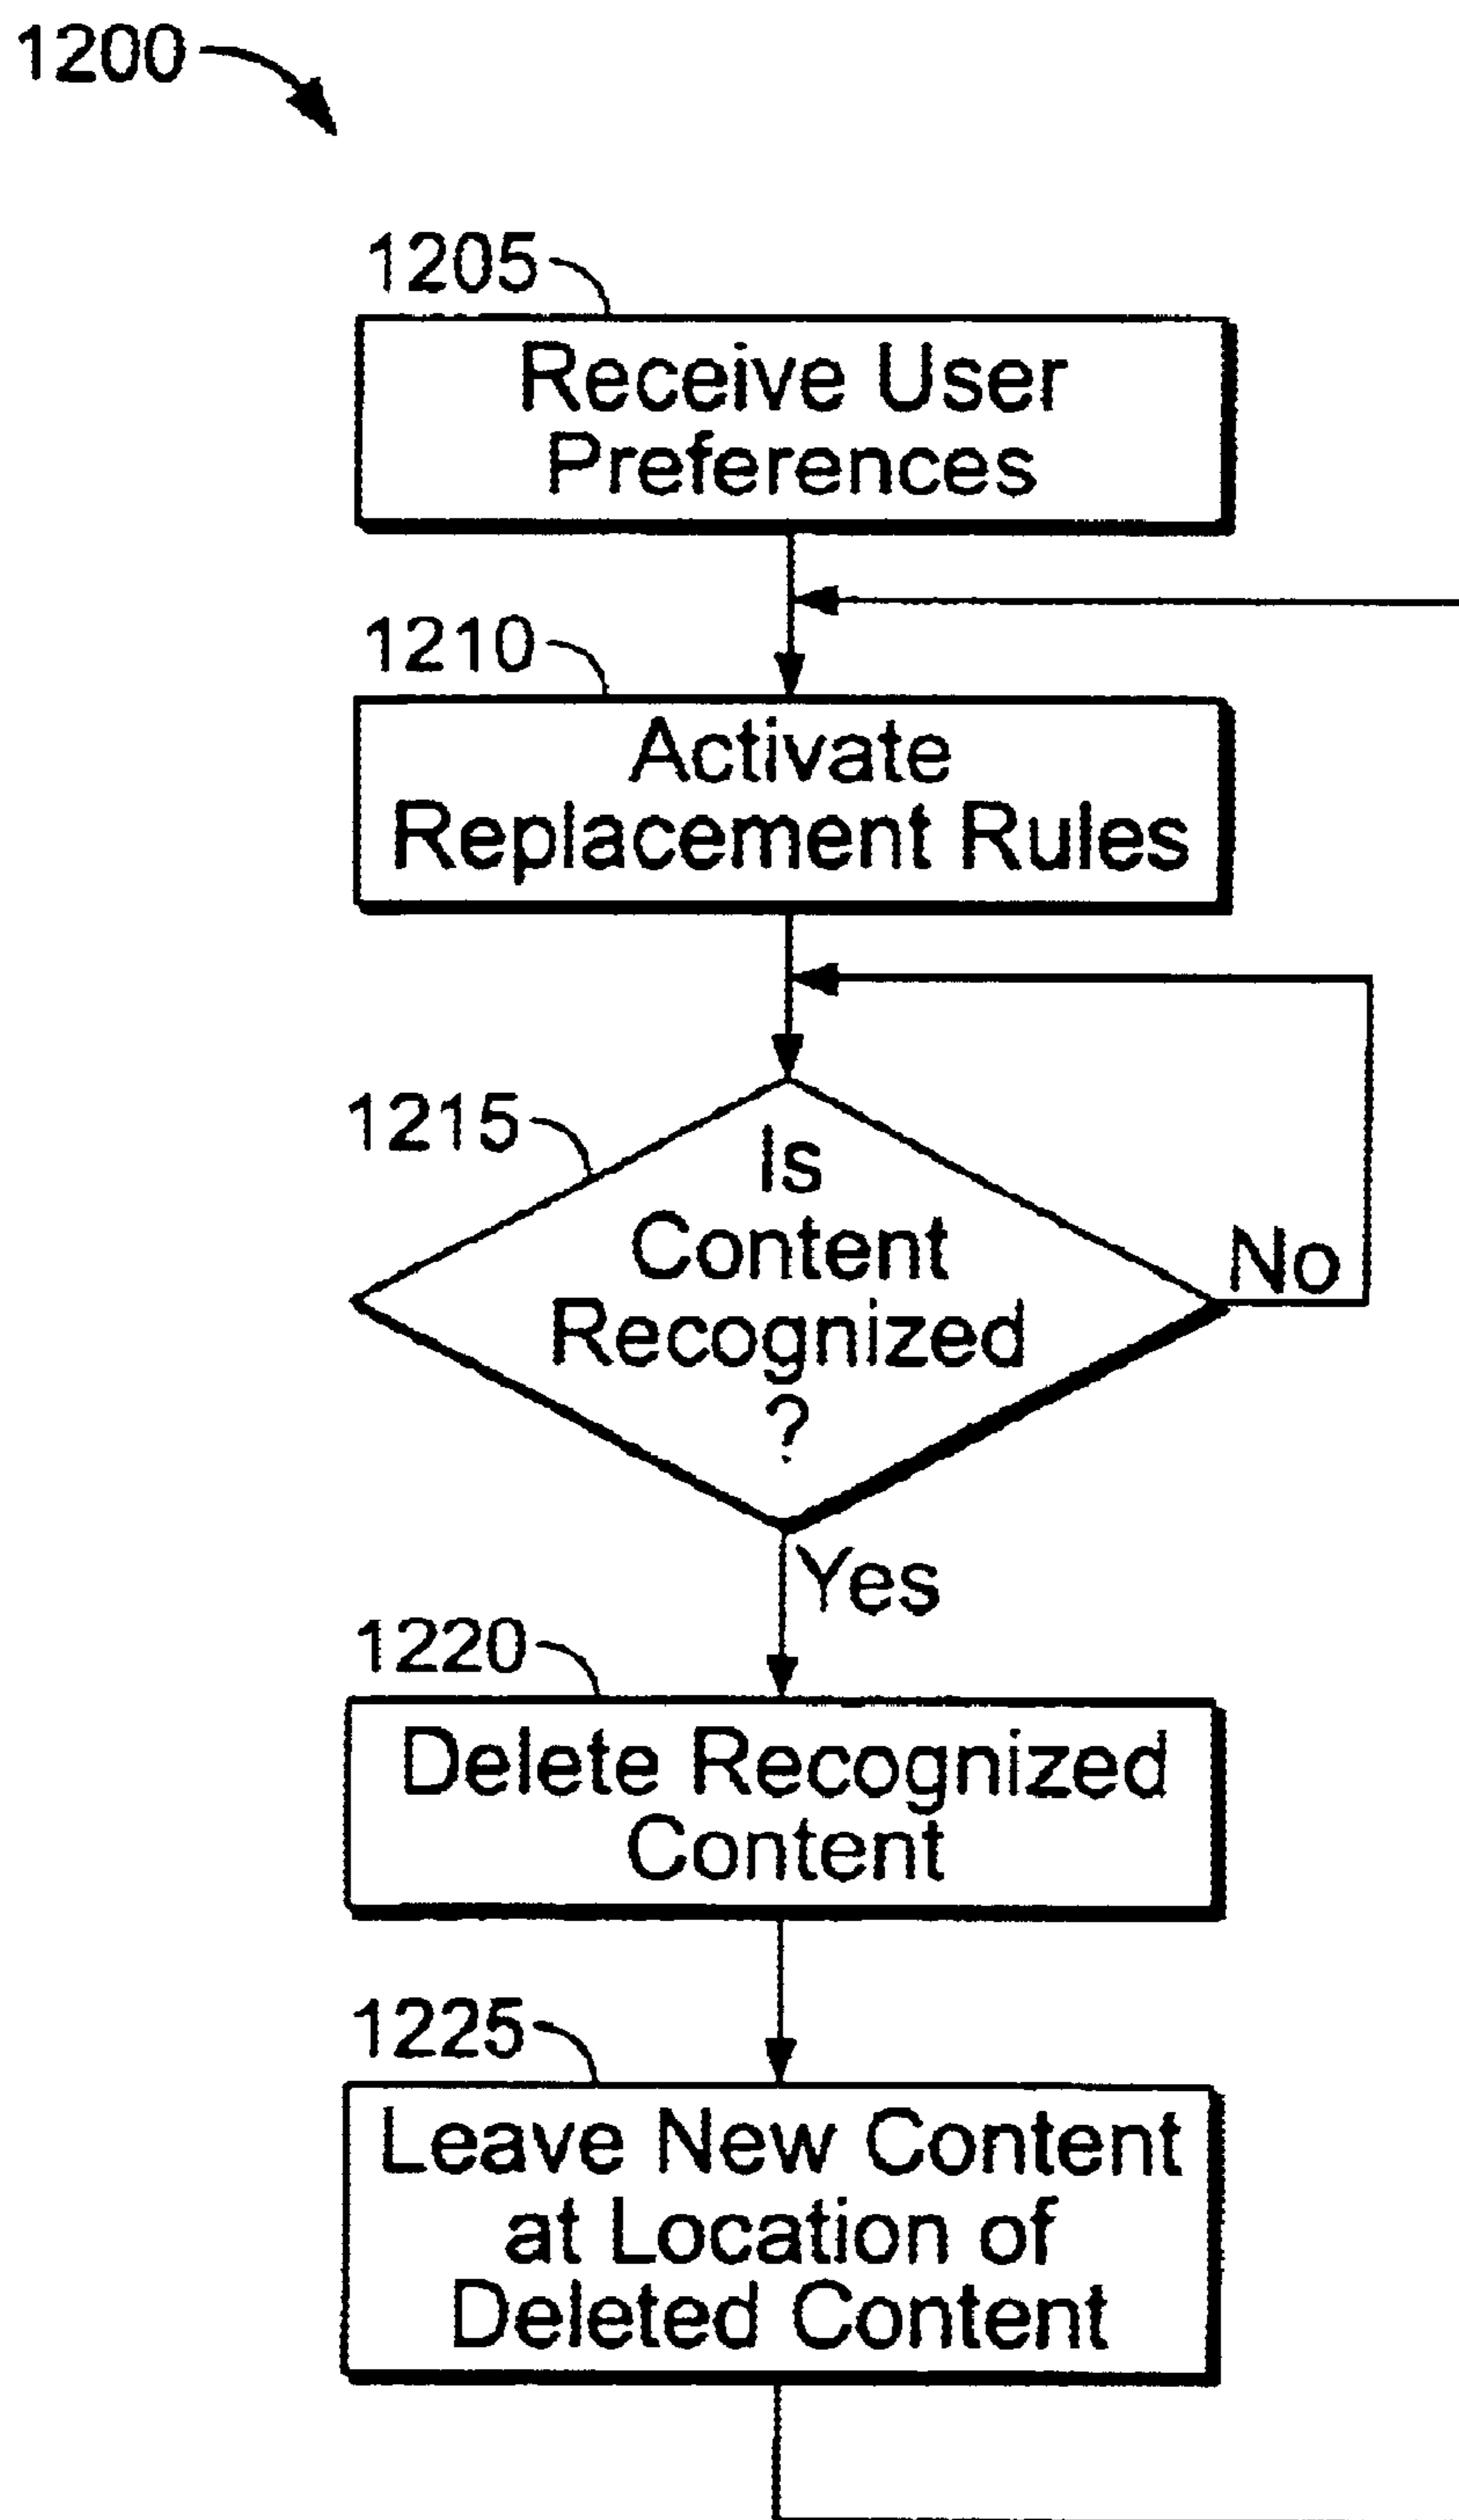 1200
1205
Receive User
Preferences
1210
Activate
Replacement Rules
1215
Is
Content
Recognized
?
No
Yes
1220
Delete Recognized
Content
1225
Leave New Content
at Location of
Deleted Content